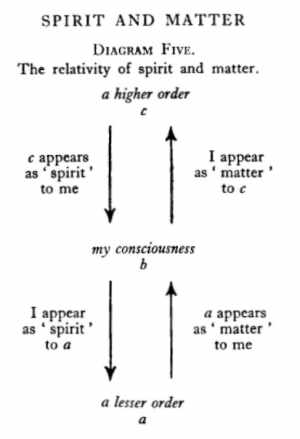 SPIRIT AND MATTER
DIAGRAM FIVE.
The relativity of spirit and matter.
a higher order
c
c appears
as ‘ spirit ’
to me
I appear
as ‘ matter ’
to c
my consciousness
b
I appear
as ‘ spirit ’
to a
a appears
as ‘ matter ’
to me
a lesser order
a